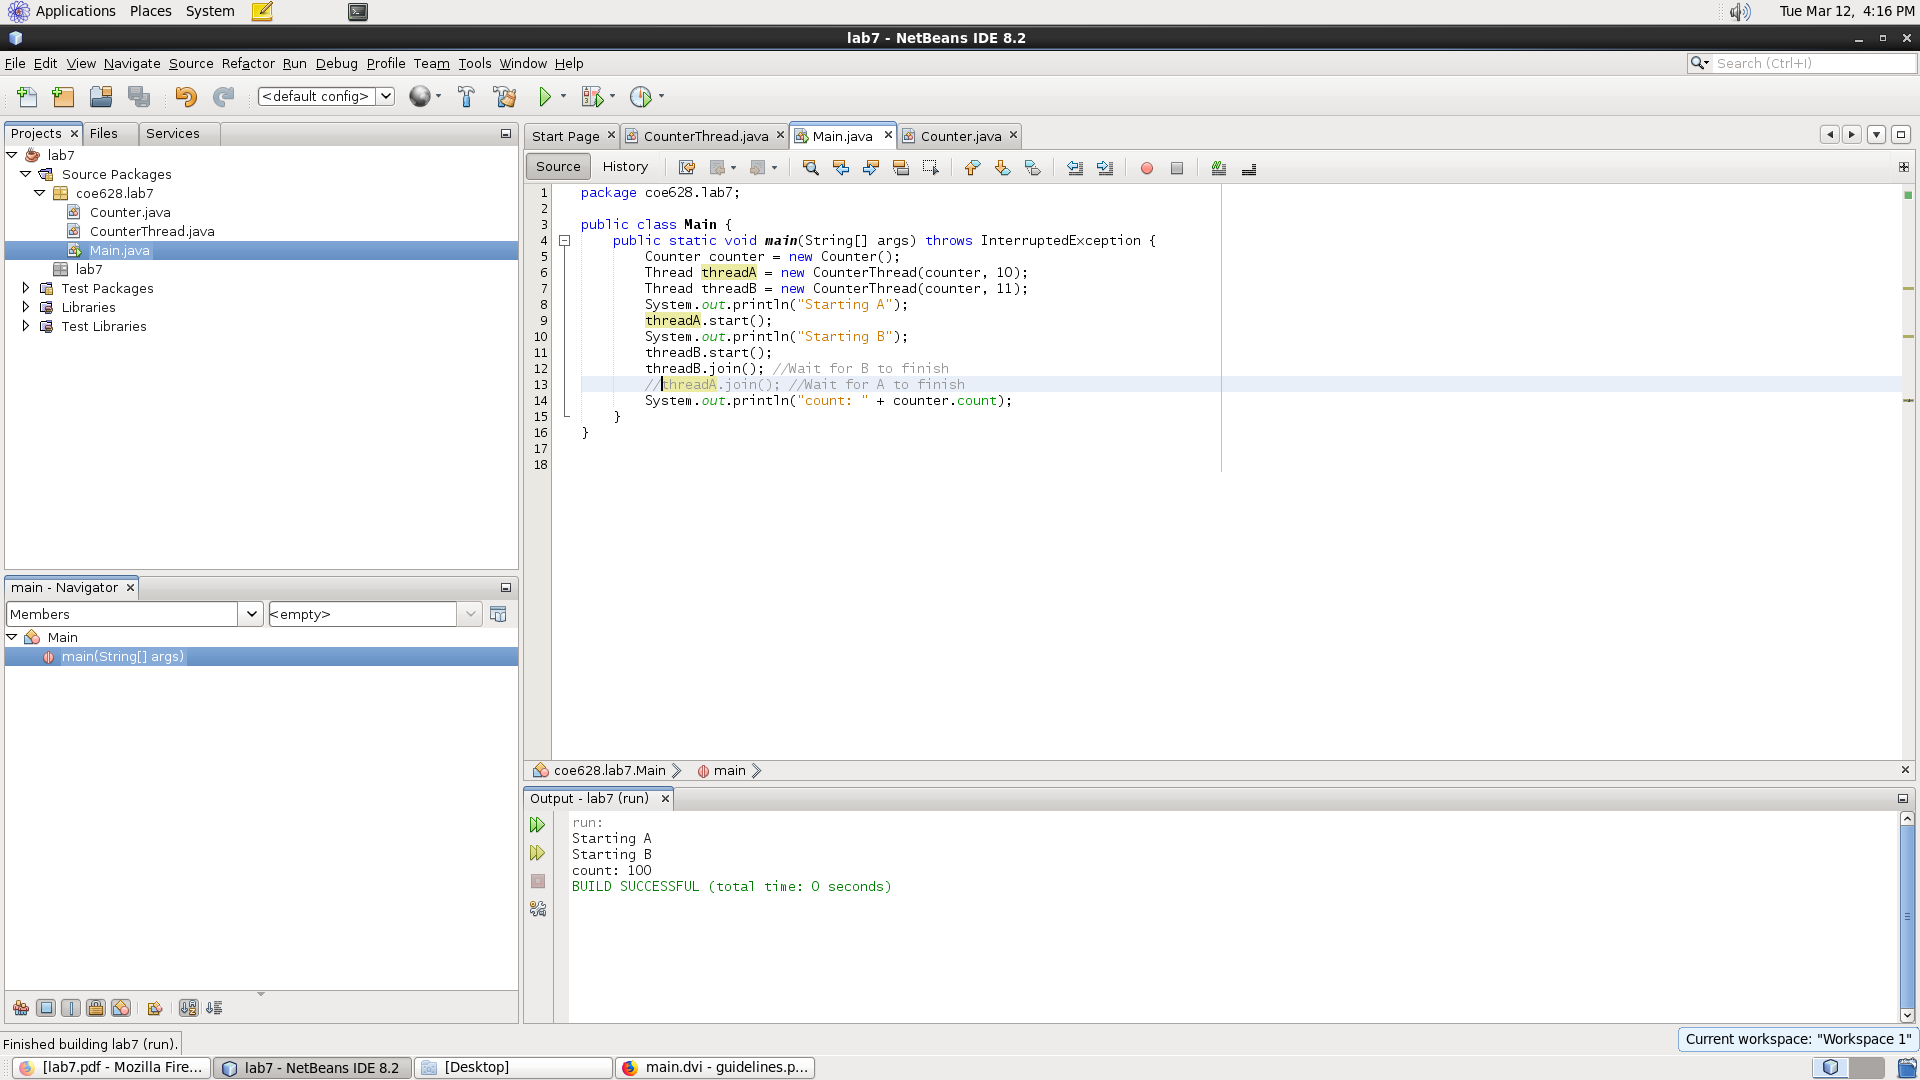 Applications Places System Tue Mar 12, 4:16 PM
lab7 - NetBeans IDE 8.2
File Edit View Navigate Source Refactor Run Debug Profile Team Tools Window Help Search (Ctrl+I)
<default config>
Projects Files Services
lab7
Source Packages
coe628.lab7
Counter.java
CounterThread.java
Main.java
lab7
Test Packages
Libraries
Test Libraries
main - Navigator
Members <empty>
Main
main(String[] args)
Start Page CounterThread.java Main.java Counter.java
Source History
1 package coe628.lab7;
2
3 public class Main {
4 public static void main(String[] args) throws InterruptedException {
5 Counter counter = new Counter();
6 Thread threadA = new CounterThread(counter, 10);
7 Thread threadB = new CounterThread(counter, 11);
8 System.out.println("Starting A");
9 threadA.start();
10 System.out.println("Starting B");
11 threadB.start();
12 threadB.join(); //Wait for B to finish
13 //threadA.join(); //Wait for A to finish
14 System.out.println("count: " + counter.count);
15 }
16 }
17
18
coe628.lab7.Main main
Output - lab7 (run)
run:
Starting A
Starting B
count: 100
BUILD SUCCESSFUL (total time: 0 seconds)
Finished building lab7 (run).
Current workspace: "Workspace 1"
[lab7.pdf - Mozilla Fire... lab7 - NetBeans IDE 8.2 [Desktop] main.dvi - guidelines.p...